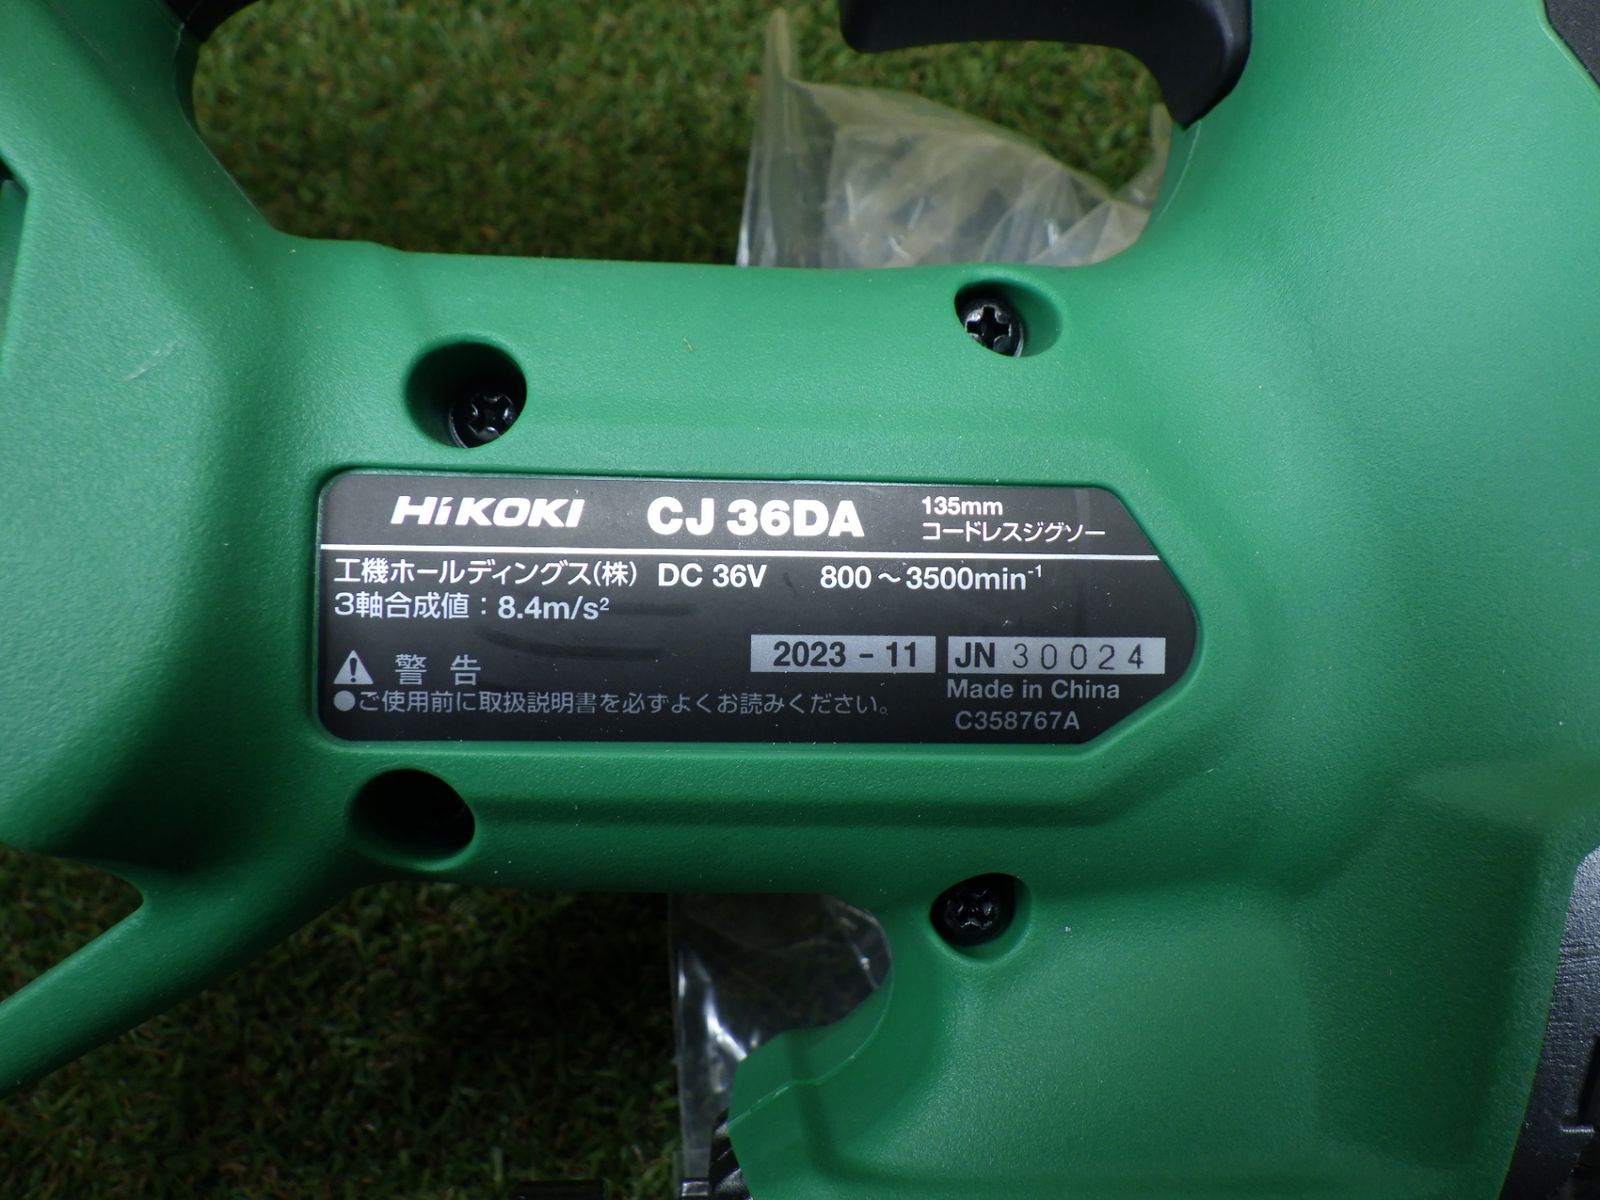 HiKOKI CJ 36DA 135mm
コードレスジグソー
工機ホールディングス(株) DC 36V 800～3500min⁻¹
3軸合成値：8.4m/s²
2023 - 11 JN 30024
警告 Made in China
●ご使用前に取扱説明書を必ずよくお読みください。
C358767A